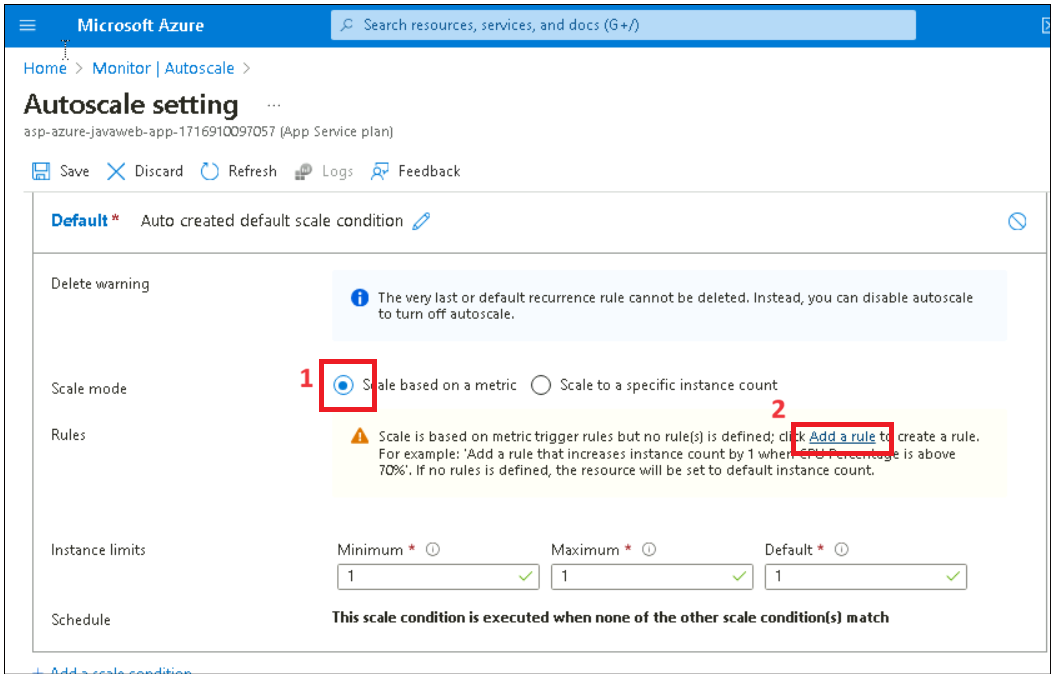 Microsoft Azure
Search resources, services, and docs (G+/)
Home > Monitor | Autoscale >
Autoscale setting ...
asp-azure-javaweb-app-1716910097057 (App Service plan)
Save Discard Refresh Logs Feedback
Default * Auto created default scale condition
Delete warning
The very last or default recurrence rule cannot be deleted. Instead, you can disable autoscale
to turn off autoscale.
1
Scale mode
Scale based on a metric Scale to a specific instance count
2
Rules
Scale is based on metric trigger rules but no rule(s) is defined; click Add a rule to create a rule.
For example: 'Add a rule that increases instance count by 1 when CPU Percentage is above
70%'. If no rules is defined, the resource will be set to default instance count.
Instance limits
Minimum * Maximum * Default *
1 1 1
Schedule
This scale condition is executed when none of the other scale condition(s) match
+ Add a scale condition